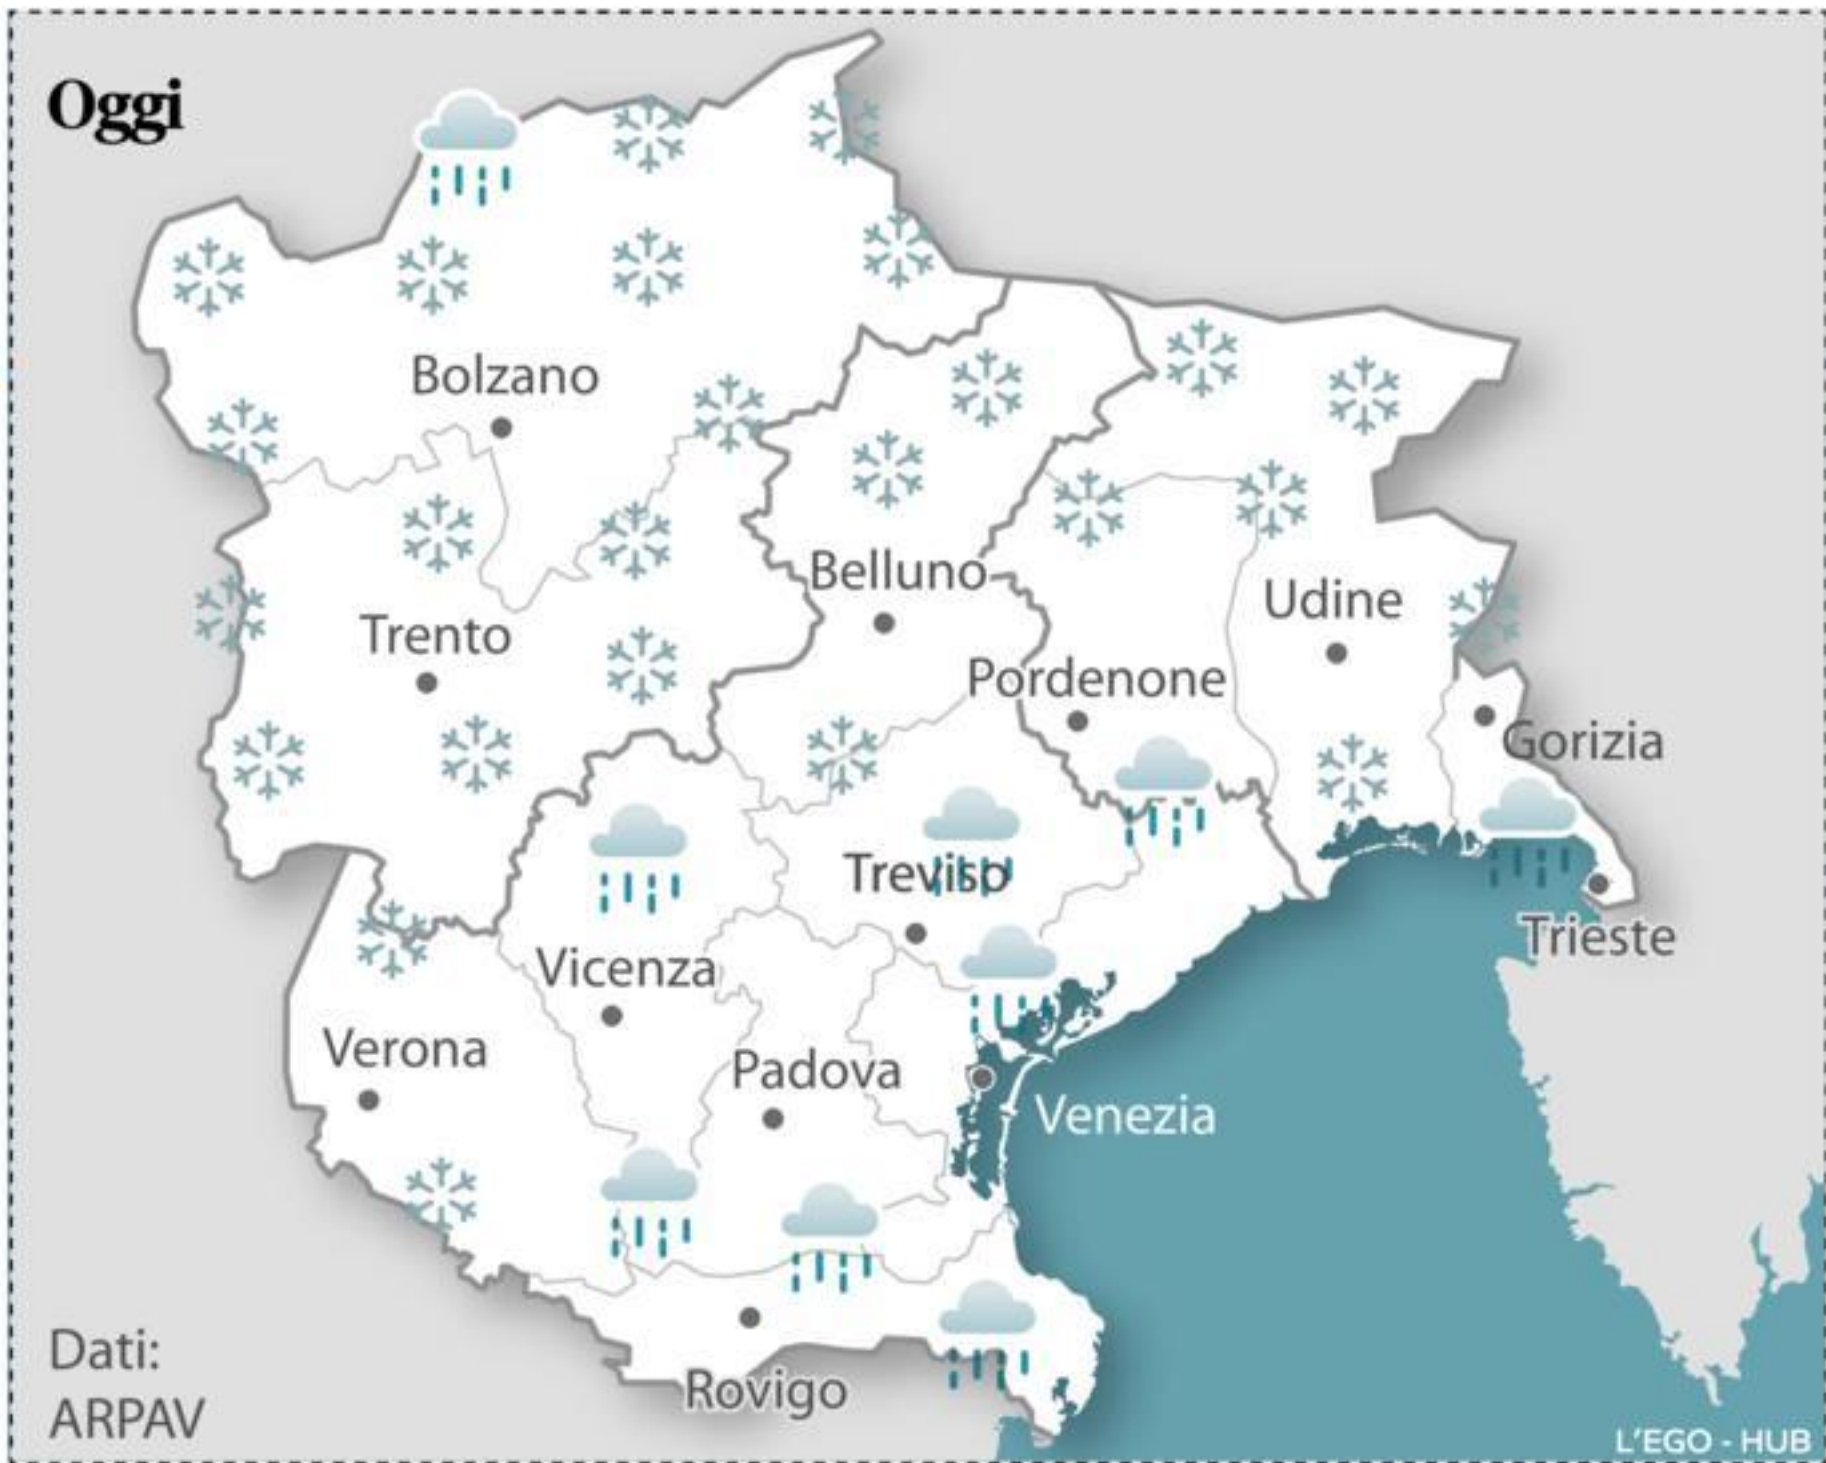 Oggi
Bolzano
Belluno
Udine
Trento
Pordenone
Gorizia
Treviso
Trieste
Vicenza
Verona
Padova
Venezia
Rovigo
Dati:
ARPAV
L'EGO - HUB